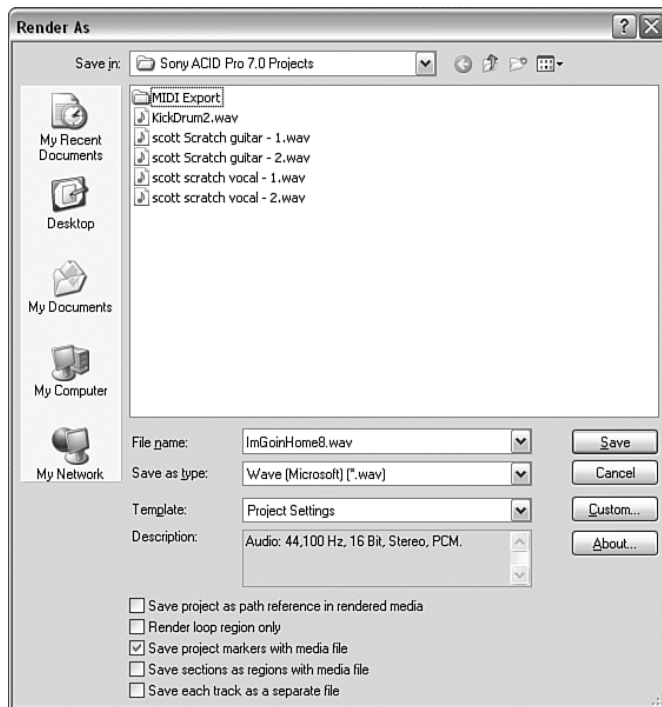 Render As
Save in: Sony ACID Pro 7.0 Projects
My Recent
Documents
Desktop
My Documents
My Computer
My Network
MIDI Export
KickDrum2.wav
scott Scratch guitar - 1.wav
scott Scratch guitar - 2.wav
scott scratch vocal - 1.wav
scott scratch vocal - 2.wav
File name: ImGoinHome8.wav Save
Save as type: Wave (Microsoft) (*.wav) Cancel
Template: Project Settings Custom...
Description: Audio: 44,100 Hz, 16 Bit, Stereo, PCM. About...
Save project as path reference in rendered media
Render loop region only
Save project markers with media file
Save sections as regions with media file
Save each track as a separate file